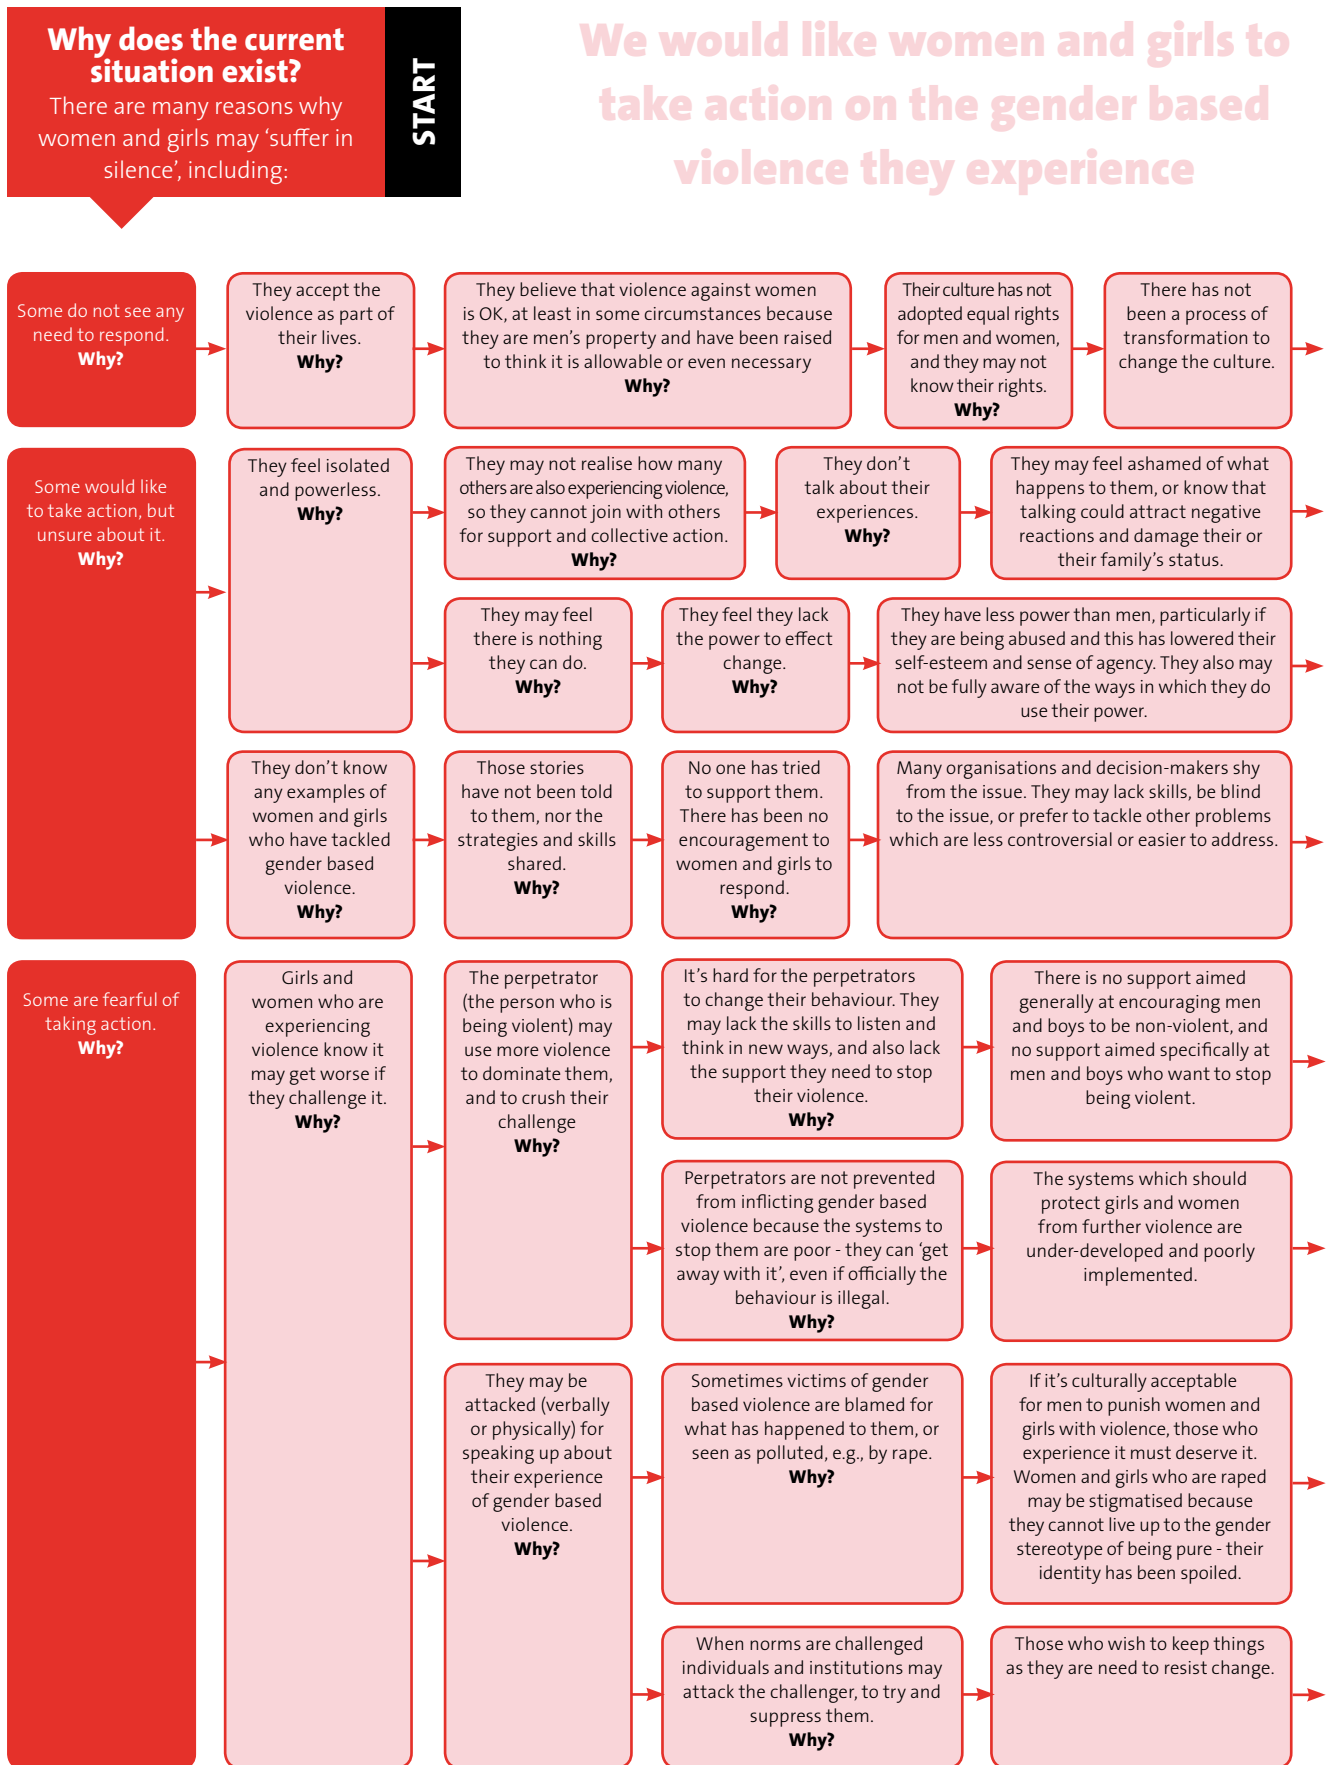 Why does the current
situation exist?
There are many reasons why
women and girls may ‘suffer in
silence’, including:
START
We would like women and girls to
take action on the gender based
violence they experience
Some do not see any
need to respond.
Why?
They accept the
violence as part of
their lives.
Why?
They believe that violence against women
is OK, at least in some circumstances because
they are men’s property and have been raised
to think it is allowable or even necessary
Why?
Their culture has not
adopted equal rights
for men and women,
and they may not
know their rights.
Why?
There has not
been a process of
transformation to
change the culture.
Some would like
to take action, but
unsure about it.
Why?
They feel isolated
and powerless.
Why?
They may not realise how many
others are also experiencing violence,
so they cannot join with others
for support and collective action.
Why?
They don’t
talk about their
experiences.
Why?
They may feel ashamed of what
happens to them, or know that
talking could attract negative
reactions and damage their or
their family’s status.
They may feel
there is nothing
they can do.
Why?
They feel they lack
the power to effect
change.
Why?
They have less power than men, particularly if
they are being abused and this has lowered their
self-esteem and sense of agency. They also may
not be fully aware of the ways in which they do
use their power.
They don’t know
any examples of
women and girls
who have tackled
gender based
violence.
Why?
Those stories
have not been told
to them, nor the
strategies and skills
shared.
Why?
No one has tried
to support them.
There has been no
encouragement to
women and girls to
respond.
Why?
Many organisations and decision-makers shy
from the issue. They may lack skills, be blind
to the issue, or prefer to tackle other problems
which are less controversial or easier to address.
Some are fearful of
taking action.
Why?
Girls and
women who are
experiencing
violence know it
may get worse if
they challenge it.
Why?
The perpetrator
(the person who is
being violent) may
use more violence
to dominate them,
and to crush their
challenge
Why?
It’s hard for the perpetrators
to change their behaviour. They
may lack the skills to listen and
think in new ways, and also lack
the support they need to stop
their violence.
Why?
There is no support aimed
generally at encouraging men
and boys to be non-violent, and
no support aimed specifically at
men and boys who want to stop
being violent.
Perpetrators are not prevented
from inflicting gender based
violence because the systems to
stop them are poor - they can ‘get
away with it’, even if officially the
behaviour is illegal.
Why?
The systems which should
protect girls and women
from further violence are
under-developed and poorly
implemented.
They may be
attacked (verbally
or physically) for
speaking up about
their experience
of gender based
violence.
Why?
Sometimes victims of gender
based violence are blamed for
what has happened to them, or
seen as polluted, e.g., by rape.
Why?
If it’s culturally acceptable
for men to punish women and
girls with violence, those who
experience it must deserve it.
Women and girls who are raped
may be stigmatised because
they cannot live up to the gender
stereotype of being pure - their
identity has been spoiled.
When norms are challenged
individuals and institutions may
attack the challenger, to try and
suppress them.
Why?
Those who wish to keep things
as they are need to resist change.